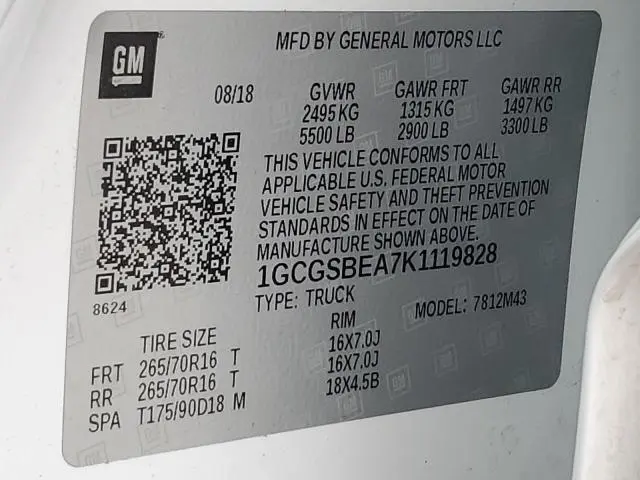 GM
MFD BY GENERAL MOTORS LLC
08/18 GVWR GAWR FRT GAWR RR
2495 KG 1315 KG 1497 KG
5500 LB 2900 LB 3300 LB
THIS VEHICLE CONFORMS TO ALL
APPLICABLE U.S. FEDERAL MOTOR
VEHICLE SAFETY AND THEFT PREVENTION
STANDARDS IN EFFECT ON THE DATE OF
MANUFACTURE SHOWN ABOVE.
8624
1GCGSBEA7K1119828
TYPE: TRUCK MODEL: 7812M43
TIRE SIZE RIM
FRT 265/70R16 T 16X7.0J
RR 265/70R16 T 16X7.0J
SPA T175/90D18 M 18X4.5B